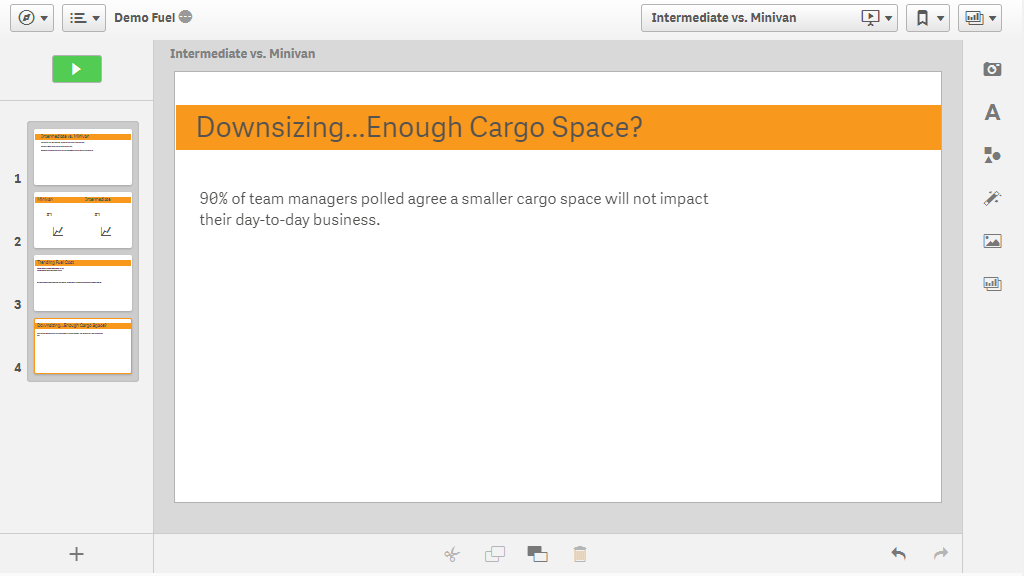 Demo Fuel
Intermediate vs. Minivan
Intermediate vs. Minivan
Downsizing...Enough Cargo Space?
90% of team managers polled agree a smaller cargo space will not impact
their day-to-day business.
1
Intermediate vs. Minivan
2
Minivan Intermediate
3
Trending Fuel Cost
4
Downsizing...Enough Cargo Space?
A